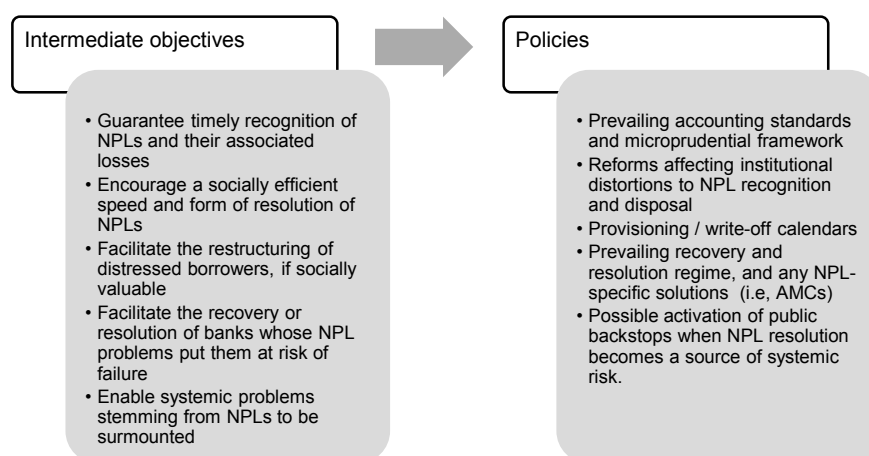 Intermediate objectives
• Guarantee timely recognition of
NPLs and their associated
losses
• Encourage a socially efficient
speed and form of resolution of
NPLs
• Facilitate the restructuring of
distressed borrowers, if socially
valuable
• Facilitate the recovery or
resolution of banks whose NPL
problems put them at risk of
failure
• Enable systemic problems
stemming from NPLs to be
surmounted
Policies
• Prevailing accounting standards
and microprudential framework
• Reforms affecting institutional
distortions to NPL recognition
and disposal
• Provisioning / write-off calendars
• Prevailing recovery and
resolution regime, and any NPL-
specific solutions (i.e, AMCs)
• Possible activation of public
backstops when NPL resolution
becomes a source of systemic
risk.